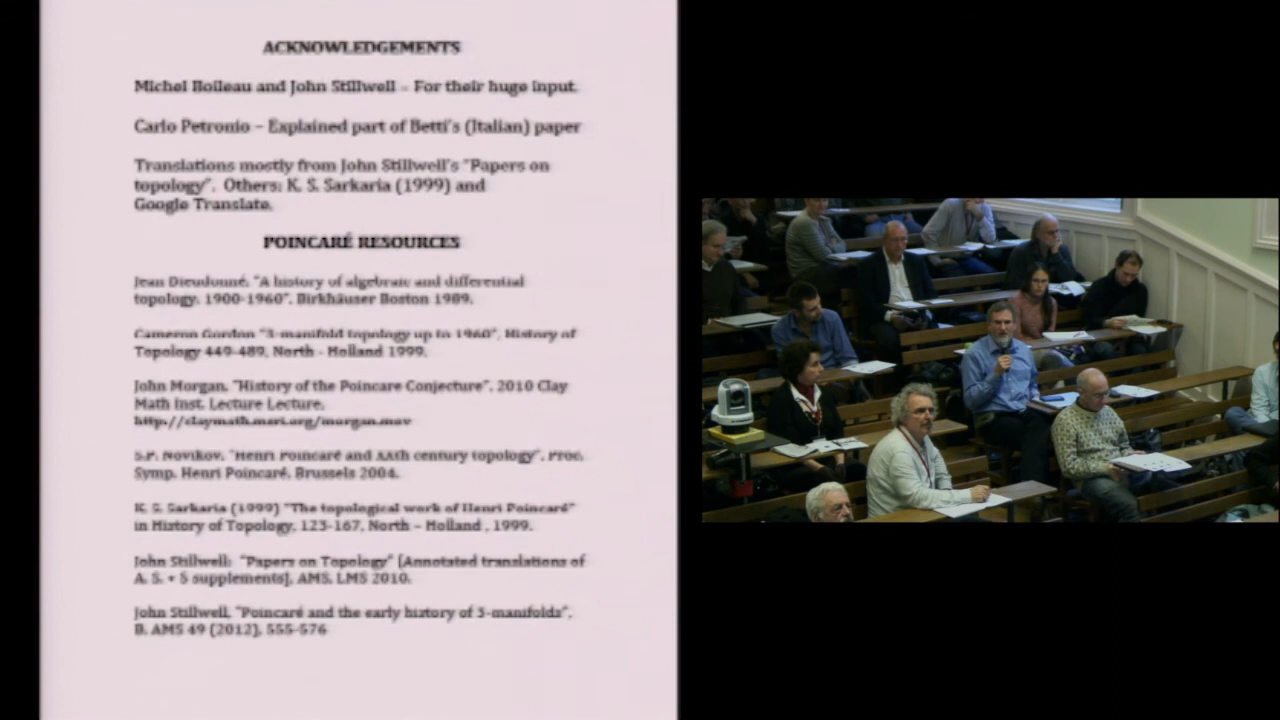 ACKNOWLEDGEMENTS
Michel Boileau and John Stillwell – For their huge input.
Carlo Petronio – Explained part of Betti's (Italian) paper
Translations mostly from John Stillwell's "Papers on
topology". Others: K. S. Sarkaria (1999) and
Google Translate.
POINCARÉ RESOURCES
Jean Dieudonné, "A history of algebraic and differential
topology, 1900-1960", Birkhäuser Boston 1989.
Cameron Gordon "3-manifold topology up to 1960", History of
Topology 449-489, North - Holland 1999.
John Morgan, "History of the Poincare Conjecture", 2010 Clay
Math Inst. Lecture Lecture,
http://claymath.msri.org/morgan.mov
S.P. Novikov, "Henri Poincaré and XXth century topology", Proc.
Symp. Henri Poincaré, Brussels 2004.
K. S. Sarkaria (1999) "The topological work of Henri Poincaré"
in History of Topology, 123-167, North – Holland , 1999.
John Stillwell: "Papers on Topology" [Annotated translations of
A. S. + 5 supplements], AMS, LMS 2010.
John Stillwell, "Poincaré and the early history of 3-manifolds",
B. AMS 49 (2012), 555-576